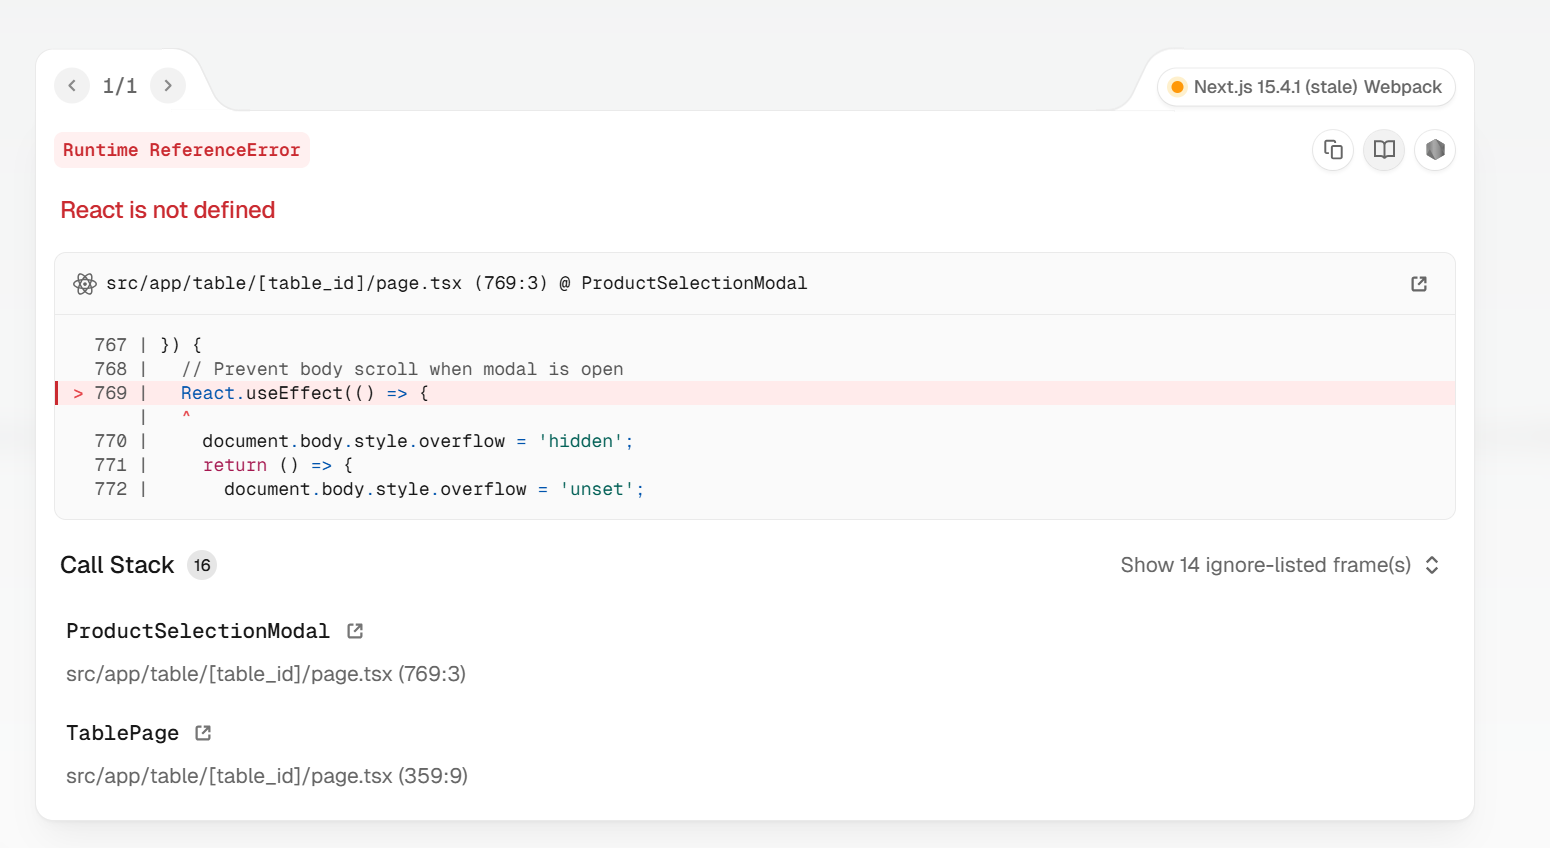 1/1
Next.js 15.4.1 (stale) Webpack
Runtime ReferenceError
React is not defined
src/app/table/[table_id]/page.tsx (769:3) @ ProductSelectionModal
767 | }) {
768 |   // Prevent body scroll when modal is open
> 769 |   React.useEffect(() => {
|   ^
770 |     document.body.style.overflow = 'hidden';
771 |     return () => {
772 |       document.body.style.overflow = 'unset';
Call Stack 16
Show 14 ignore-listed frame(s)
ProductSelectionModal
src/app/table/[table_id]/page.tsx (769:3)
TablePage
src/app/table/[table_id]/page.tsx (359:9)